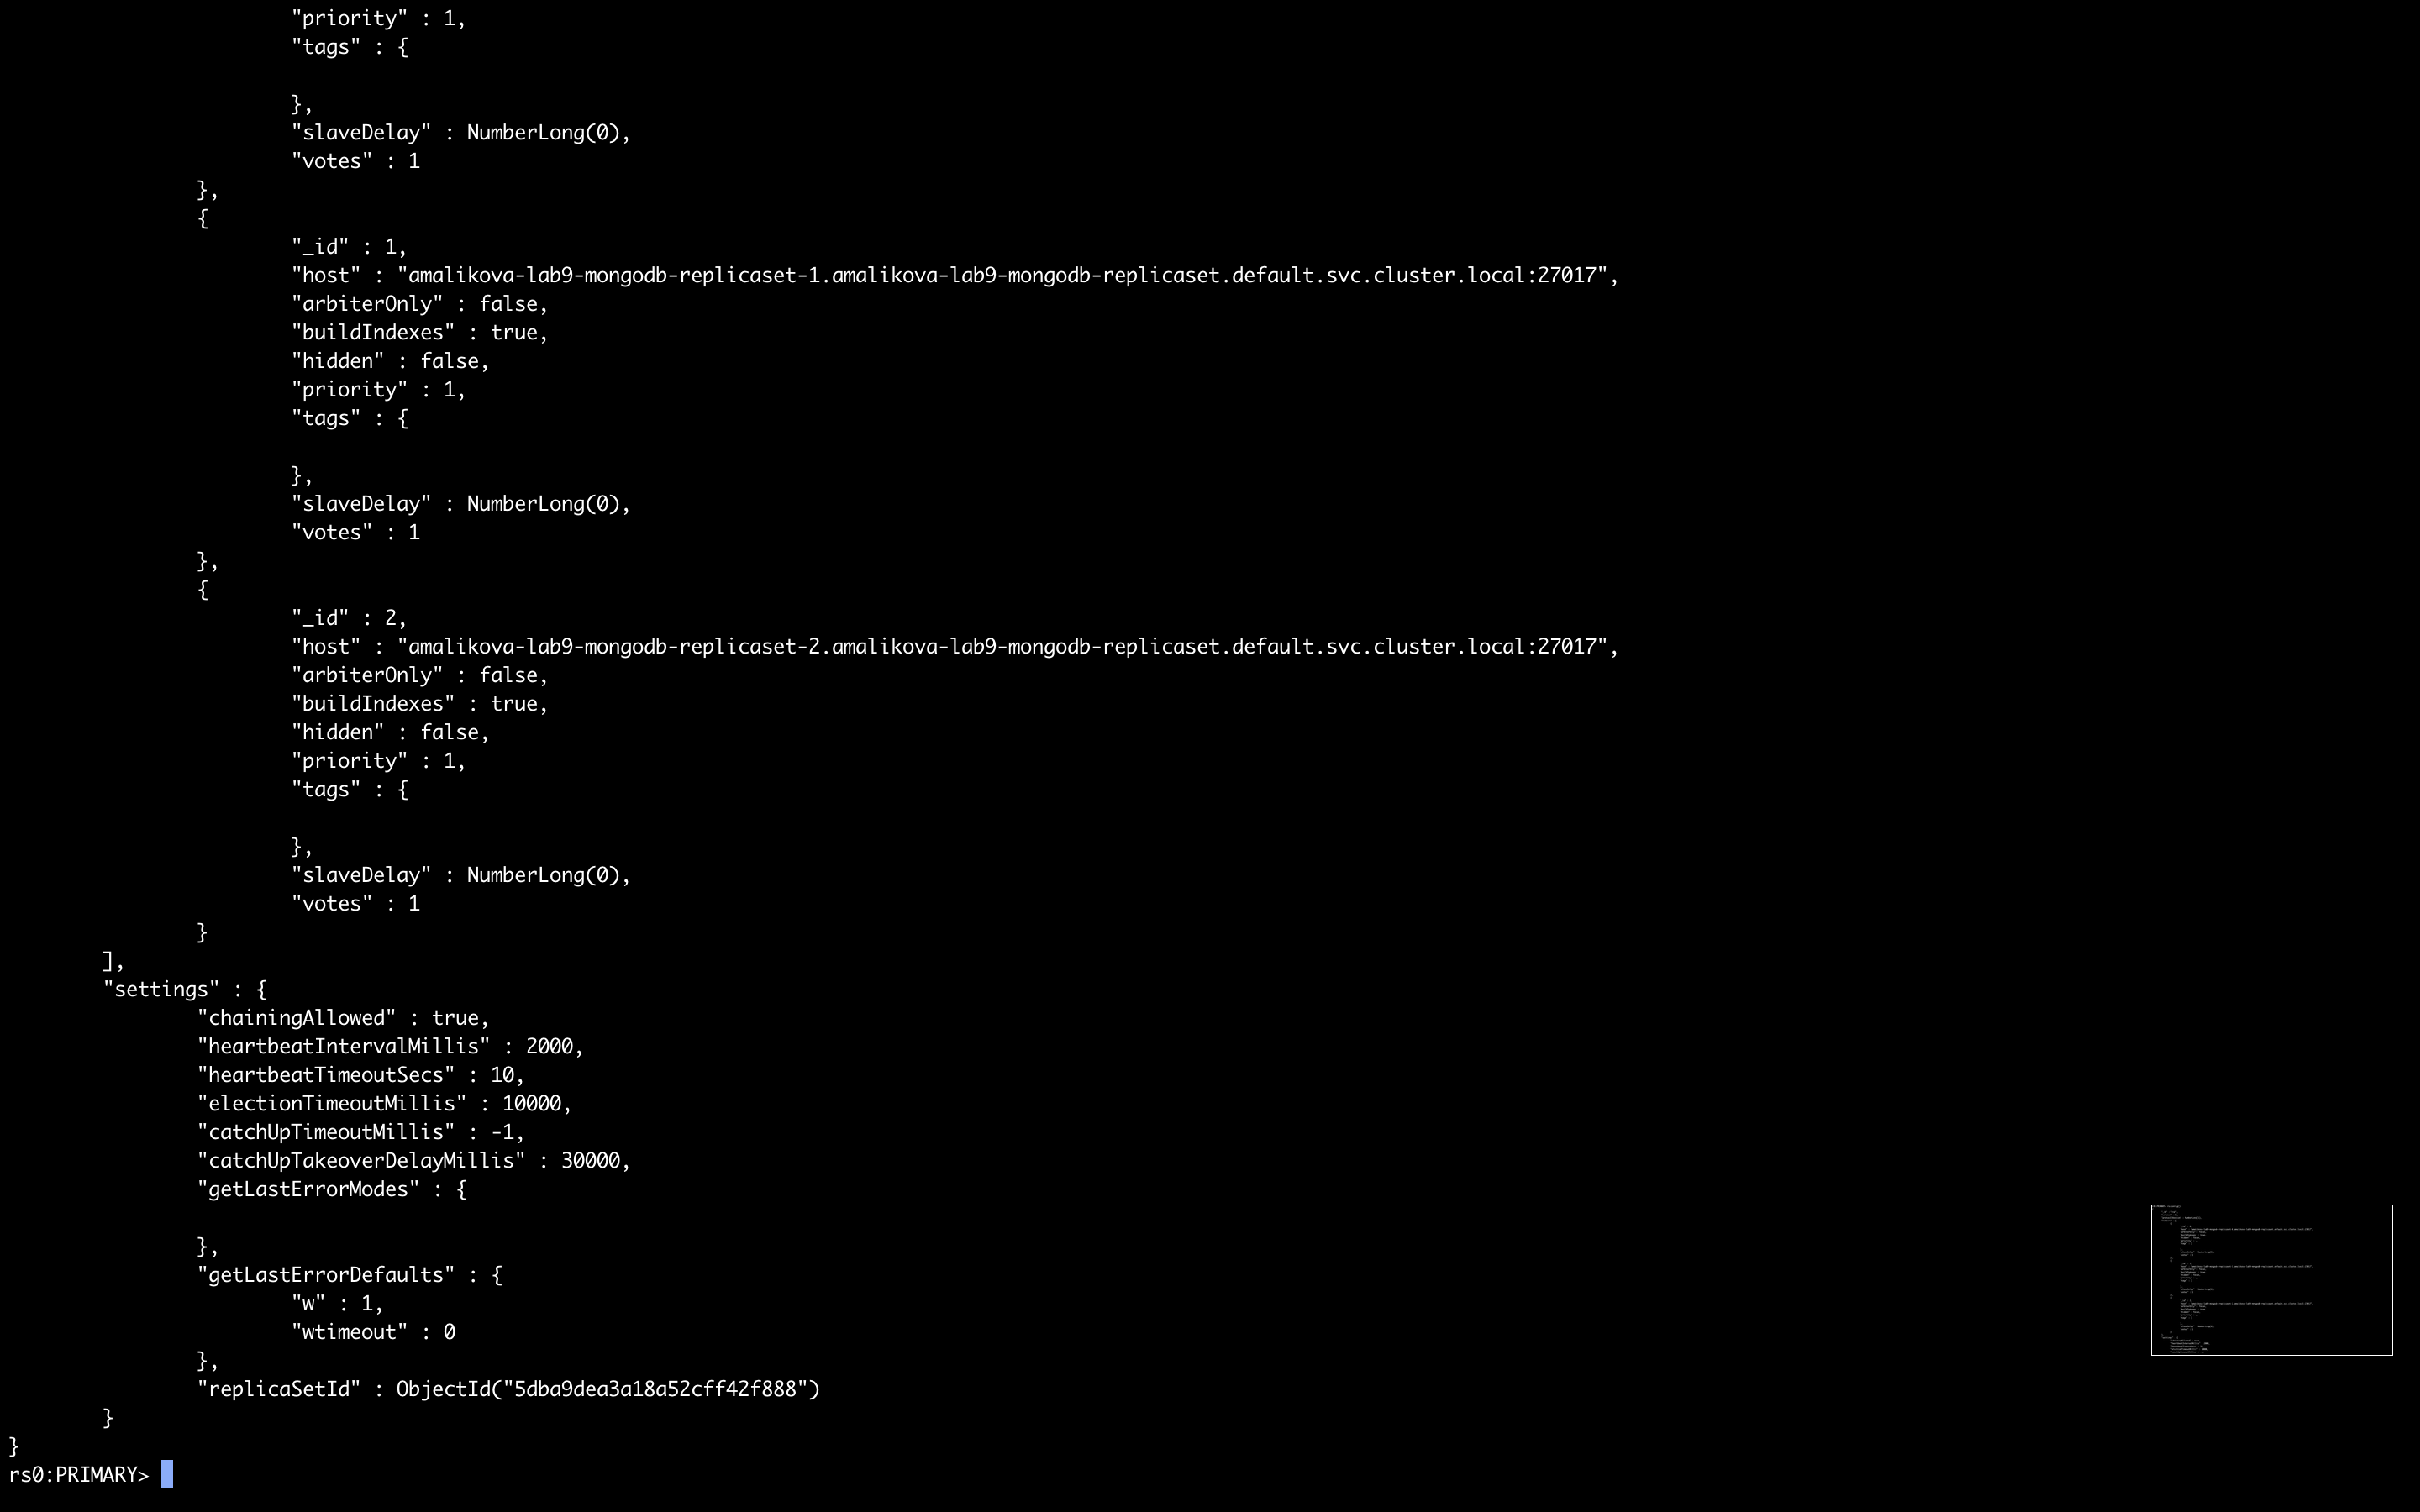 "priority" : 1,
"tags" : {
},
"slaveDelay" : NumberLong(0),
"votes" : 1
},
{
"_id" : 1,
"host" : "amalikova-lab9-mongodb-replicaset-1.amalikova-lab9-mongodb-replicaset.default.svc.cluster.local:27017",
"arbiterOnly" : false,
"buildIndexes" : true,
"hidden" : false,
"priority" : 1,
"tags" : {
},
"slaveDelay" : NumberLong(0),
"votes" : 1
},
{
"_id" : 2,
"host" : "amalikova-lab9-mongodb-replicaset-2.amalikova-lab9-mongodb-replicaset.default.svc.cluster.local:27017",
"arbiterOnly" : false,
"buildIndexes" : true,
"hidden" : false,
"priority" : 1,
"tags" : {
},
"slaveDelay" : NumberLong(0),
"votes" : 1
}
],
"settings" : {
"chainingAllowed" : true,
"heartbeatIntervalMillis" : 2000,
"heartbeatTimeoutSecs" : 10,
"electionTimeoutMillis" : 10000,
"catchUpTimeoutMillis" : -1,
"catchUpTakeoverDelayMillis" : 30000,
"getLastErrorModes" : {
},
"getLastErrorDefaults" : {
"w" : 1,
"wtimeout" : 0
},
"replicaSetId" : ObjectId("5dba9dea3a18a52cff42f888")
}
}
rs0:PRIMARY>